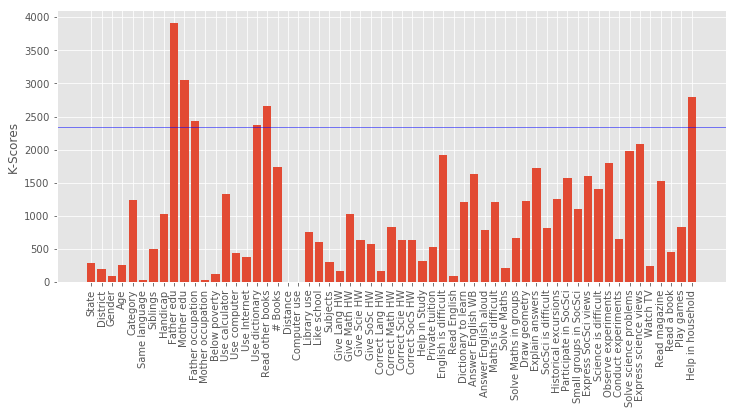 K-Scores
4000
3500
3000
2500
2000
1500
1000
500
0
State
District
Gender
Age
Category
Same language
Siblings
Handicap
Father edu
Mother edu
Father occupation
Mother occupation
Below poverty
Use calculator
Use computer
Use Internet
Use dictionary
Read other books
# Books
Distance
Computer use
Library use
Like school
Subjects
Give Lang HW
Give Math HW
Give Scie HW
Give SoSc HW
Correct Lang HW
Correct Math HW
Correct Scie HW
Correct SocS HW
Help in Study
Private tuition
English is difficult
Read English
Dictionary to learn
Answer English WB
Answer English aloud
Maths is difficult
Solve Maths
Solve Maths in groups
Draw geometry
Explain answers
SocSci is difficult
Historical excursions
Participate in SocSci
Small groups in SocSci
Express SocSci views
Science is difficult
Observe experiments
Conduct experiments
Solve science problems
Express science views
Watch TV
Read magazine
Read a book
Play games
Help in household